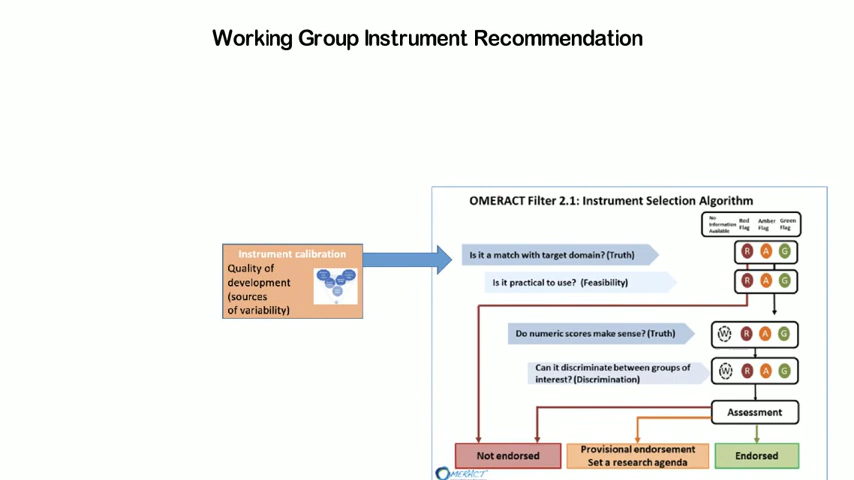 Working Group Instrument Recommendation
OMERACT Filter 2.1: Instrument Selection Algorithm
No Information Available
Red Flag
Amber Flag
Green Flag
Instrument calibration
Quality of
development
(sources
of variability)
Is it a match with target domain? (Truth)
R A G
Is it practical to use? (Feasibility)
R A G
Do numeric scores make sense? (Truth)
W R A G
Can it discriminate between groups of
interest? (Discrimination)
W R A G
Assessment
Not endorsed
Provisional endorsement
Set a research agenda
Endorsed
OMERACT